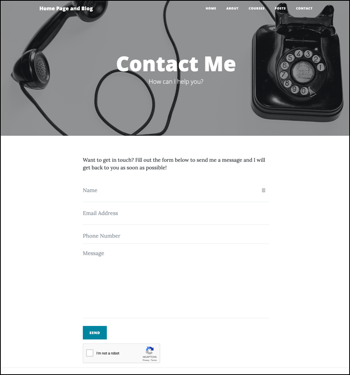 Home Page and Blog
HOME ABOUT COURSES POSTS CONTACT
Contact Me
How can I help you?
Want to get in touch? Fill out the form below to send me a message and I will
get back to you as soon as possible!
Name
Email Address
Phone Number
Message
SEND
I'm not a robot
reCAPTCHA
Privacy - Terms